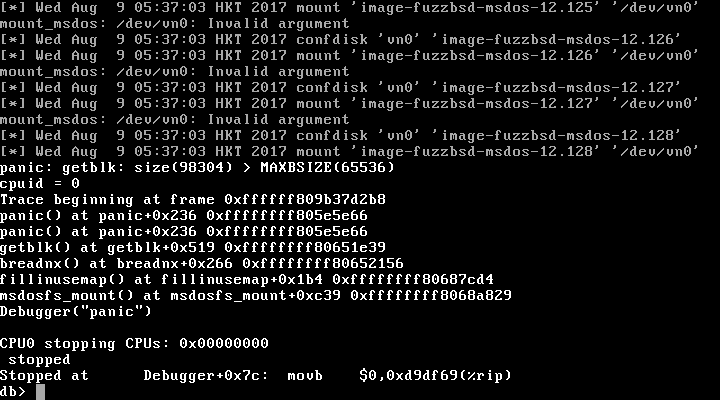 [*] Wed Aug  9 05:37:03 HKT 2017 mount 'image-fuzzbsd-msdos-12.125' '/dev/vn0'
mount_msdos: /dev/vn0: Invalid argument
[*] Wed Aug  9 05:37:03 HKT 2017 confdisk 'vn0' 'image-fuzzbsd-msdos-12.126'
[*] Wed Aug  9 05:37:03 HKT 2017 mount 'image-fuzzbsd-msdos-12.126' '/dev/vn0'
mount_msdos: /dev/vn0: Invalid argument
[*] Wed Aug  9 05:37:03 HKT 2017 confdisk 'vn0' 'image-fuzzbsd-msdos-12.127'
[*] Wed Aug  9 05:37:03 HKT 2017 mount 'image-fuzzbsd-msdos-12.127' '/dev/vn0'
mount_msdos: /dev/vn0: Invalid argument
[*] Wed Aug  9 05:37:03 HKT 2017 confdisk 'vn0' 'image-fuzzbsd-msdos-12.128'
[*] Wed Aug  9 05:37:03 HKT 2017 mount 'image-fuzzbsd-msdos-12.128' '/dev/vn0'
panic: getblk: size(98304) > MAXBSIZE(65536)
cpuid = 0
Trace beginning at frame 0xffffff809b37d2b8
panic() at panic+0x236 0xffffffff805e5e66
panic() at panic+0x236 0xffffffff805e5e66
getblk() at getblk+0x519 0xffffffff80651e39
breadnx() at breadnx+0x266 0xffffffff80652156
fillinusemap() at fillinusemap+0x1b4 0xffffffff80687cd4
msdosfs_mount() at msdosfs_mount+0xc39 0xffffffff8068a829
Debugger("panic")

CPU0 stopping CPUs: 0x00000000
 stopped
Stopped at      Debugger+0x7c:  movb    $0,0xd9df69(%rip)
db>